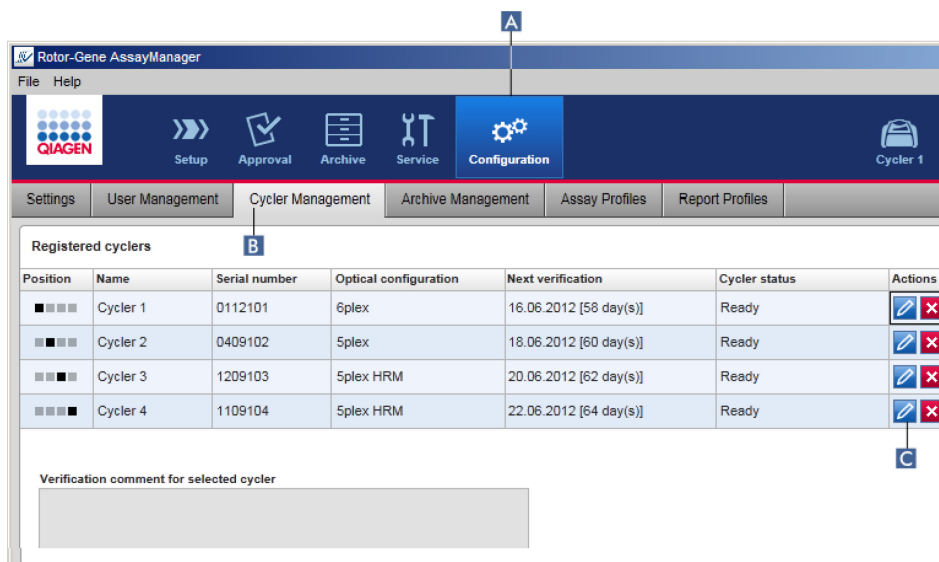 A
Rotor-Gene AssayManager
File Help
QIAGEN
Setup Approval Archive Service Configuration Cycler 1
Settings User Management Cycler Management Archive Management Assay Profiles Report Profiles
B
Registered cyclers
Position Name Serial number Optical configuration Next verification Cycler status Actions
Cycler 1 0112101 6plex 16.06.2012 [58 day(s)] Ready
Cycler 2 0409102 5plex 18.06.2012 [60 day(s)] Ready
Cycler 3 1209103 5plex HRM 20.06.2012 [62 day(s)] Ready
Cycler 4 1109104 5plex HRM 22.06.2012 [64 day(s)] Ready
C
Verification comment for selected cycler